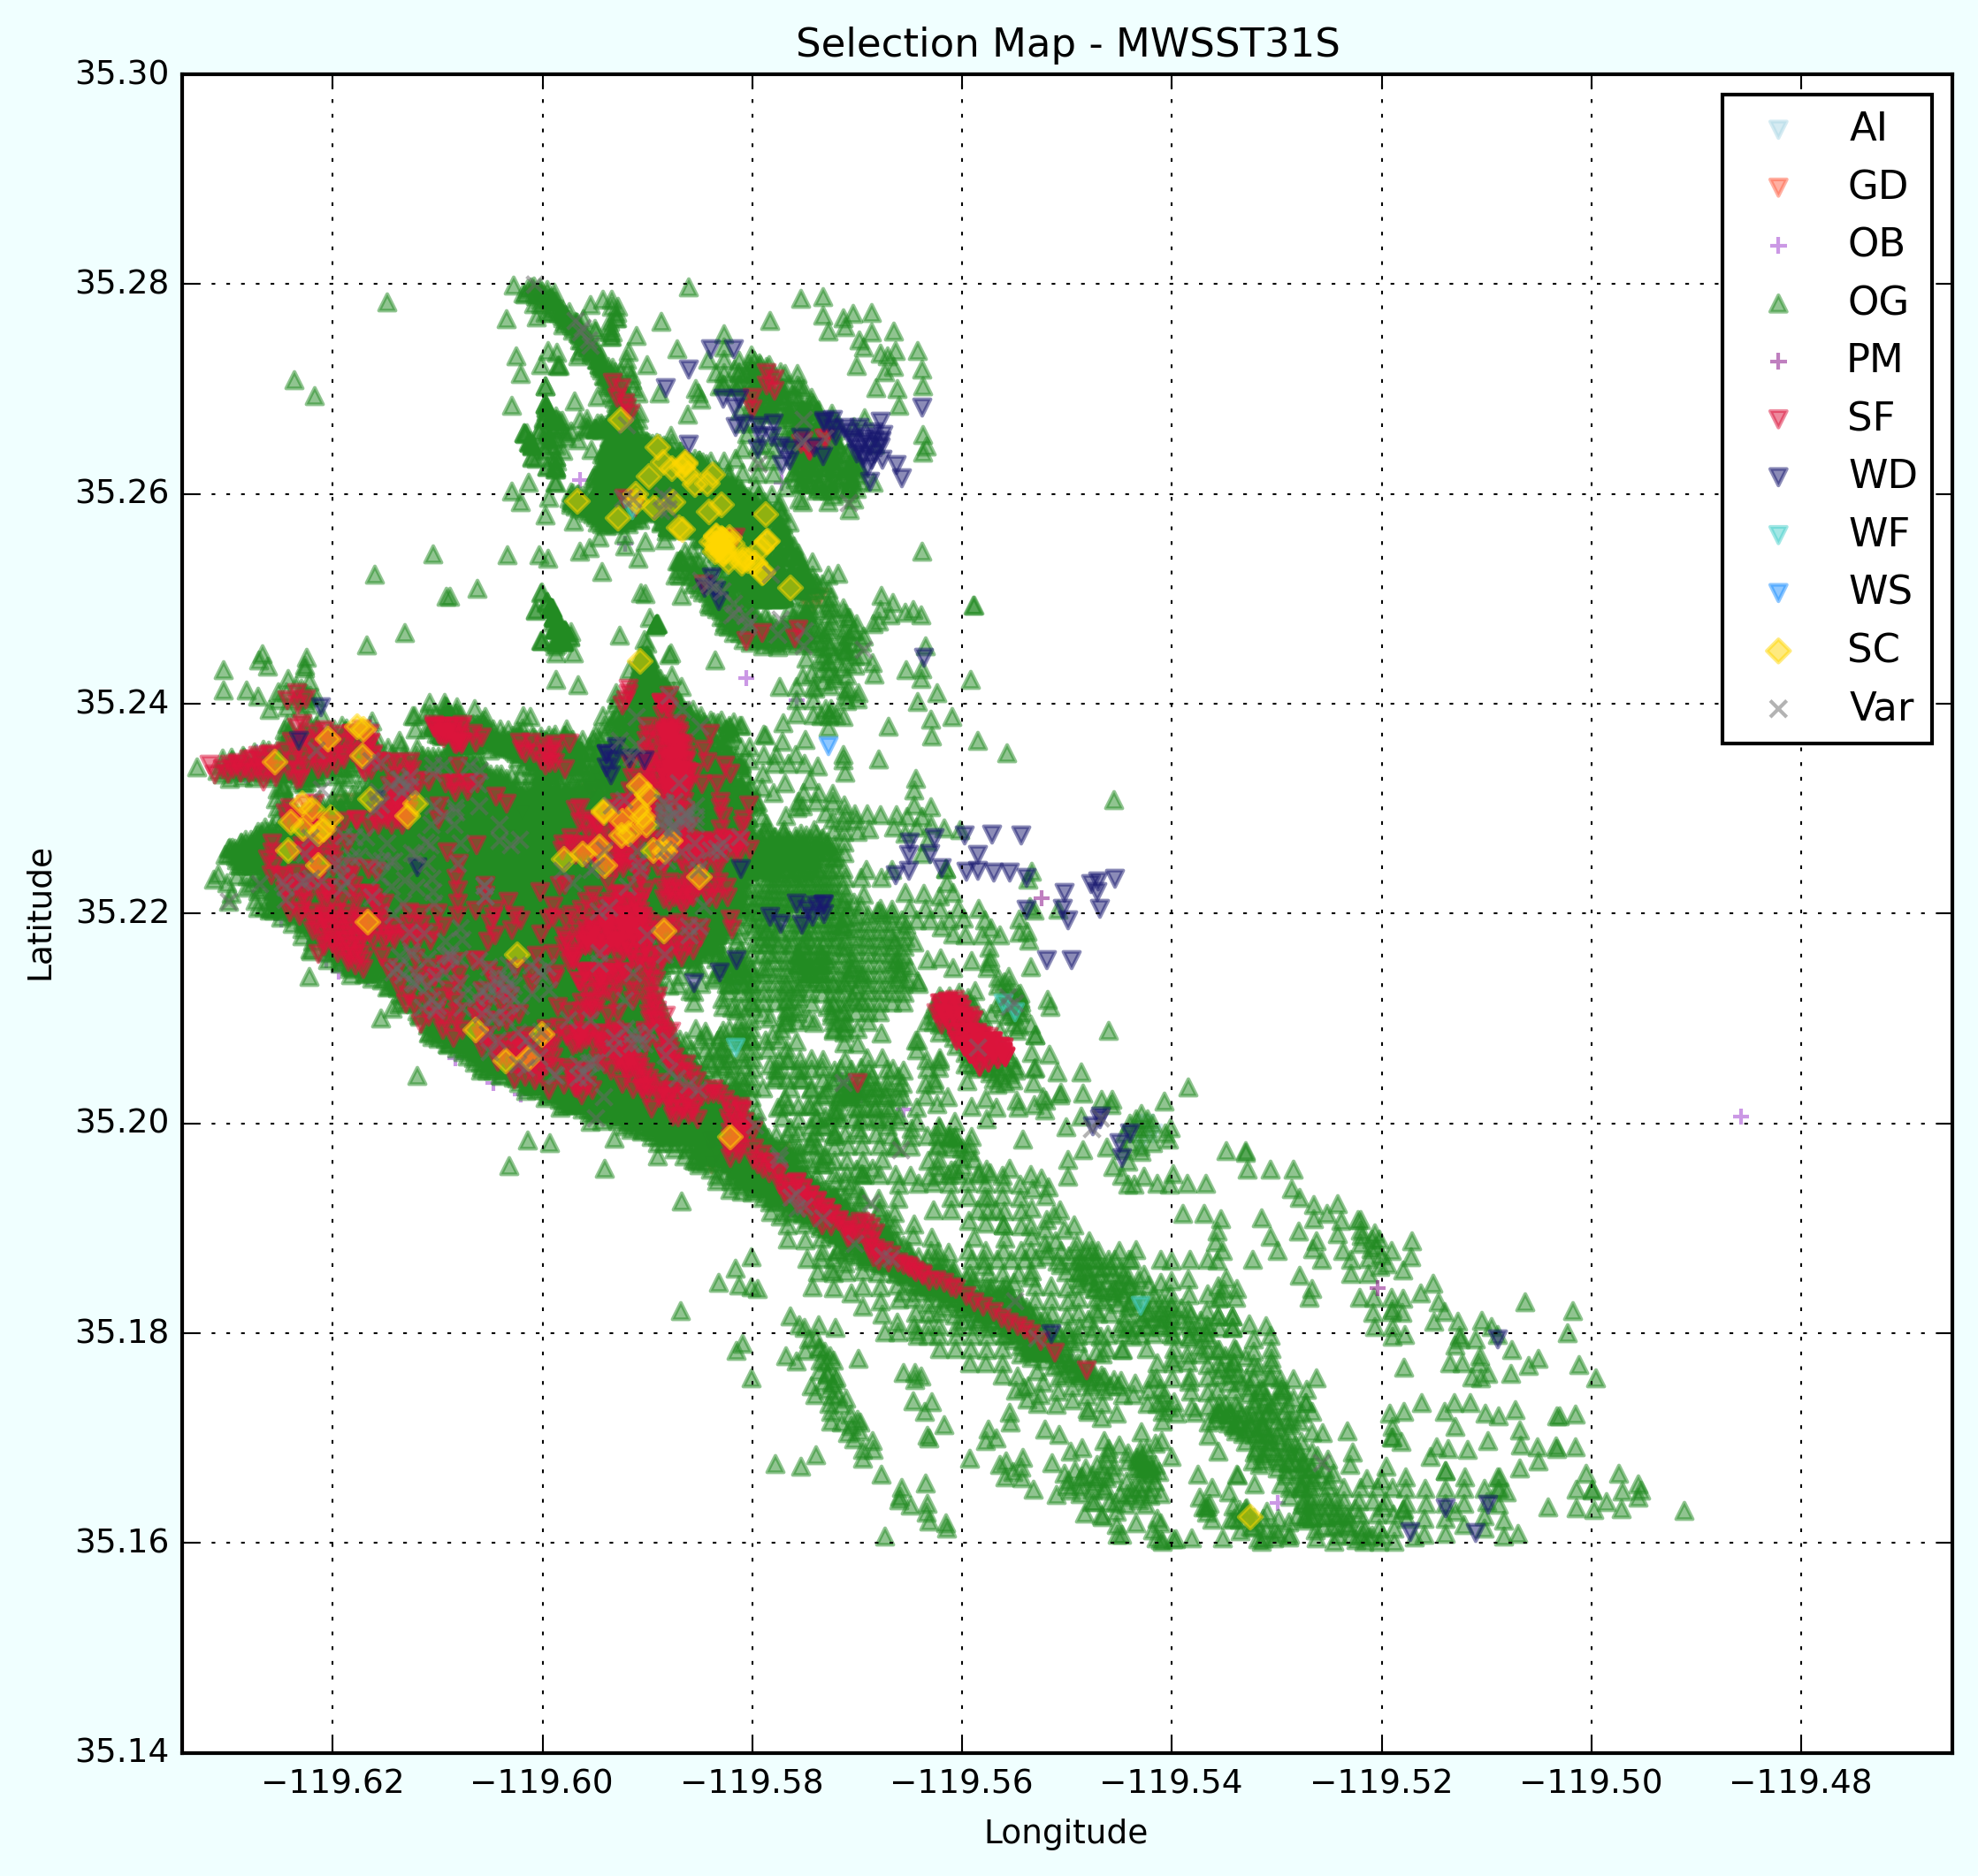 Selection Map - MWSST31S
35.30
35.28
35.26
35.24
35.22
35.20
35.18
35.16
35.14
Latitude
AI
GD
OB
OG
PM
SF
WD
WF
WS
SC
Var
−119.62 −119.60 −119.58 −119.56 −119.54 −119.52 −119.50 −119.48
Longitude